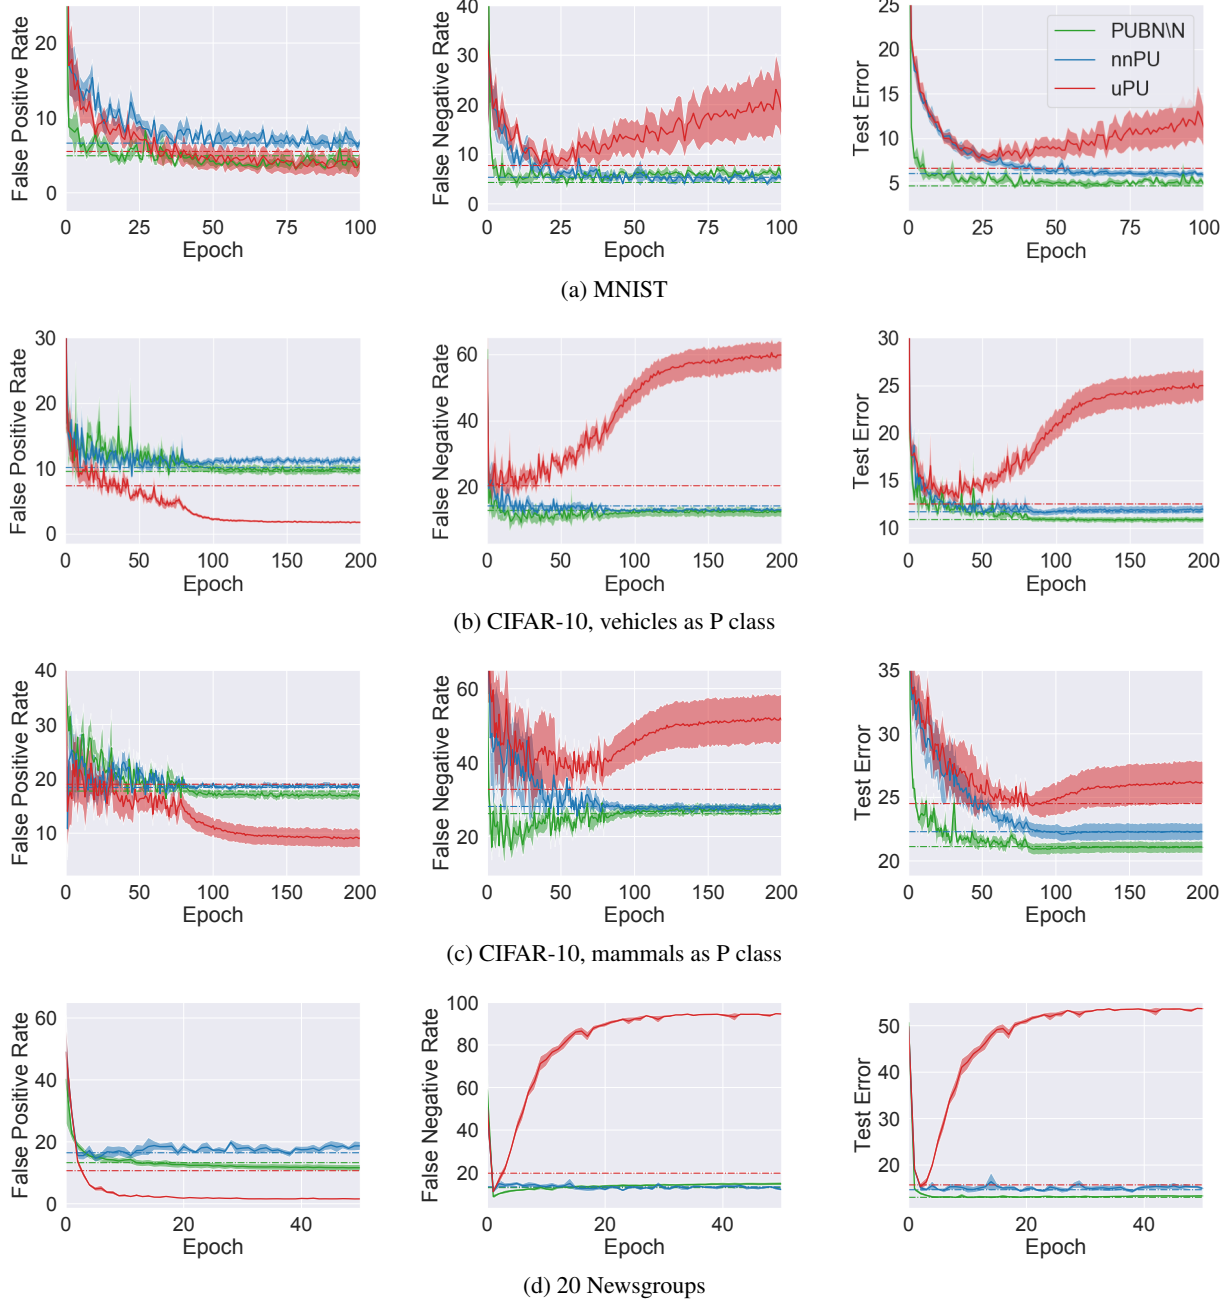 False Positive Rate
20
10
0
0 25 50 75 100
Epoch
False Negative Rate
40
30
20
10
0
0 25 50 75 100
Epoch
Test Error
25
20
15
10
5
0 25 50 75 100
Epoch
PUBN\N
nnPU
uPU
(a) MNIST
False Positive Rate
30
20
10
0
0 50 100 150 200
Epoch
False Negative Rate
60
40
20
0 50 100 150 200
Epoch
Test Error
30
25
20
15
10
0 50 100 150 200
Epoch
(b) CIFAR-10, vehicles as P class
False Positive Rate
40
30
20
10
0 50 100 150 200
Epoch
False Negative Rate
60
40
20
0 50 100 150 200
Epoch
Test Error
35
30
25
20
0 50 100 150 200
Epoch
(c) CIFAR-10, mammals as P class
False Positive Rate
60
40
20
0
0 20 40
Epoch
False Negative Rate
100
80
60
40
20
0 20 40
Epoch
Test Error
50
40
30
20
0 20 40
Epoch
(d) 20 Newsgroups